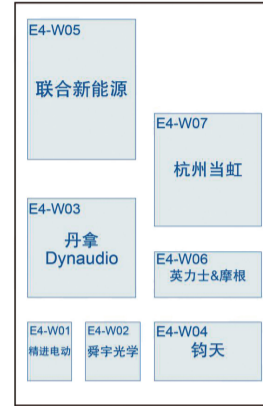 E4-W05
联合新能源
E4-W07
杭州当虹
E4-W03
丹拿
Dynaudio
E4-W06
英力士&摩根
E4-W01
精进电动
E4-W02
舜宇光学
E4-W04
钧天